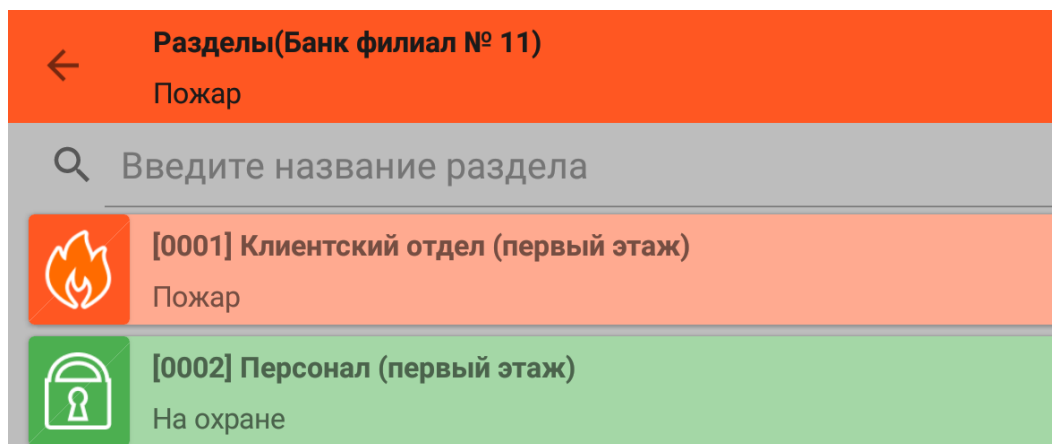 Разделы(Банк филиал № 11)
Пожар
Введите название раздела
[0001] Клиентский отдел (первый этаж)
Пожар
[0002] Персонал (первый этаж)
На охране